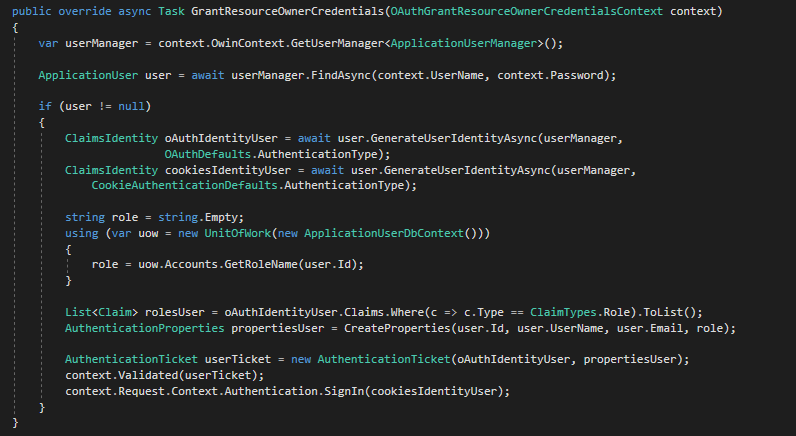 public override async Task GrantResourceOwnerCredentials(OAuthGrantResourceOwnerCredentialsContext context)
{
var userManager = context.OwinContext.GetUserManager<ApplicationUserManager>();
ApplicationUser user = await userManager.FindAsync(context.UserName, context.Password);
if (user != null)
{
ClaimsIdentity oAuthIdentityUser = await user.GenerateUserIdentityAsync(userManager,
OAuthDefaults.AuthenticationType);
ClaimsIdentity cookiesIdentityUser = await user.GenerateUserIdentityAsync(userManager,
CookieAuthenticationDefaults.AuthenticationType);
string role = string.Empty;
using (var uow = new UnitOfWork(new ApplicationUserDbContext()))
{
role = uow.Accounts.GetRoleName(user.Id);
}
List<Claim> rolesUser = oAuthIdentityUser.Claims.Where(c => c.Type == ClaimTypes.Role).ToList();
AuthenticationProperties propertiesUser = CreateProperties(user.Id, user.UserName, user.Email, role);
AuthenticationTicket userTicket = new AuthenticationTicket(oAuthIdentityUser, propertiesUser);
context.Validated(userTicket);
context.Request.Context.Authentication.SignIn(cookiesIdentityUser);
}
}